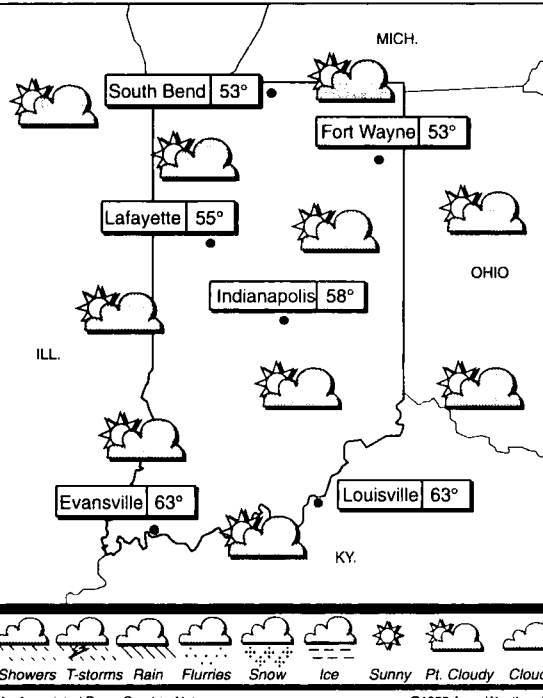 MICH.
South Bend 53°
Fort Wayne 53°
Lafayette 55°
OHIO
Indianapolis 58°
ILL.
Evansville 63°
Louisville 63°
KY.
Showers T-storms Rain Flurries Snow Ice Sunny Pt. Cloudy